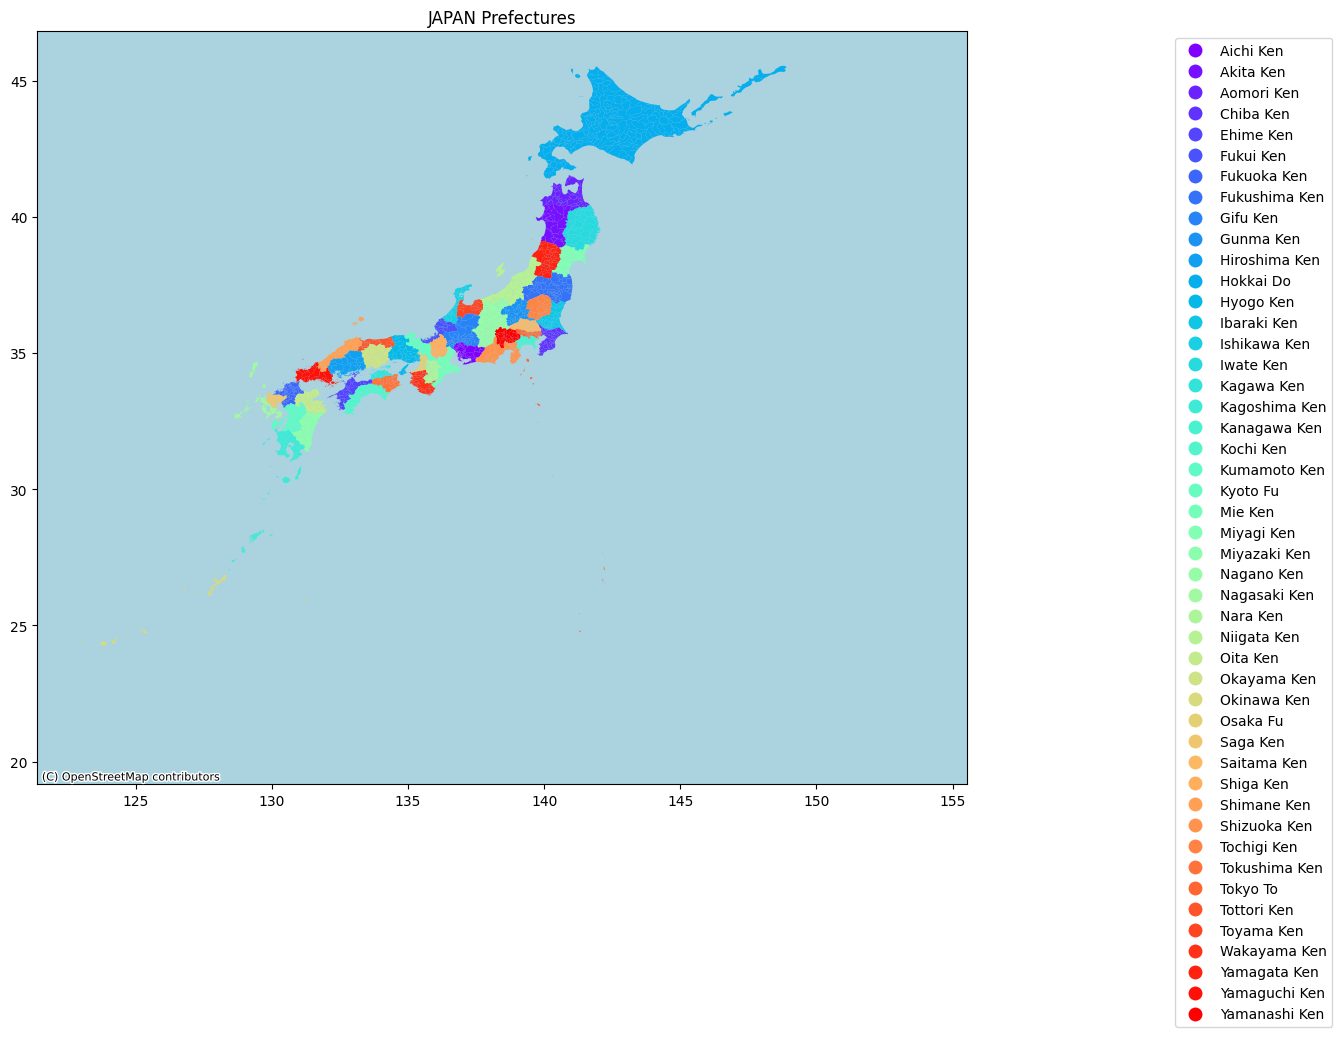 JAPAN Prefectures
45
40
35
30
25
20
125
130
135
140
145
150
155
(C) OpenStreetMap contributors
Aichi Ken
Akita Ken
Aomori Ken
Chiba Ken
Ehime Ken
Fukui Ken
Fukuoka Ken
Fukushima Ken
Gifu Ken
Gunma Ken
Hiroshima Ken
Hokkai Do
Hyogo Ken
Ibaraki Ken
Ishikawa Ken
Iwate Ken
Kagawa Ken
Kagoshima Ken
Kanagawa Ken
Kochi Ken
Kumamoto Ken
Kyoto Fu
Mie Ken
Miyagi Ken
Miyazaki Ken
Nagano Ken
Nagasaki Ken
Nara Ken
Niigata Ken
Oita Ken
Okayama Ken
Okinawa Ken
Osaka Fu
Saga Ken
Saitama Ken
Shiga Ken
Shimane Ken
Shizuoka Ken
Tochigi Ken
Tokushima Ken
Tokyo To
Tottori Ken
Toyama Ken
Wakayama Ken
Yamagata Ken
Yamaguchi Ken
Yamanashi Ken